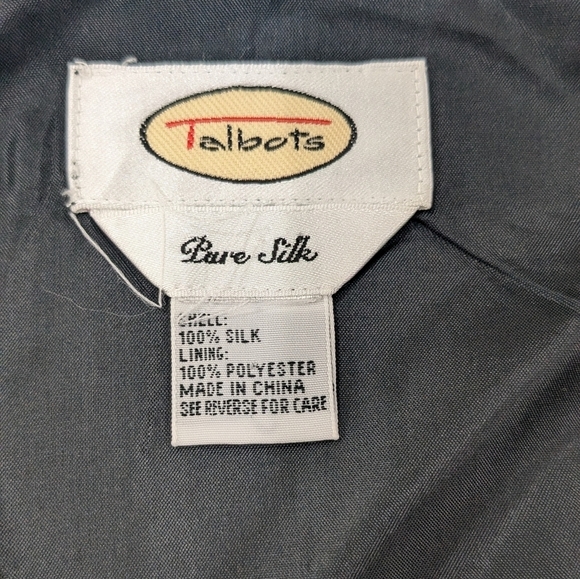 Talbots
Pure Silk
SHELL:
100% SILK
LINING:
100% POLYESTER
MADE IN CHINA
SEE REVERSE FOR CARE